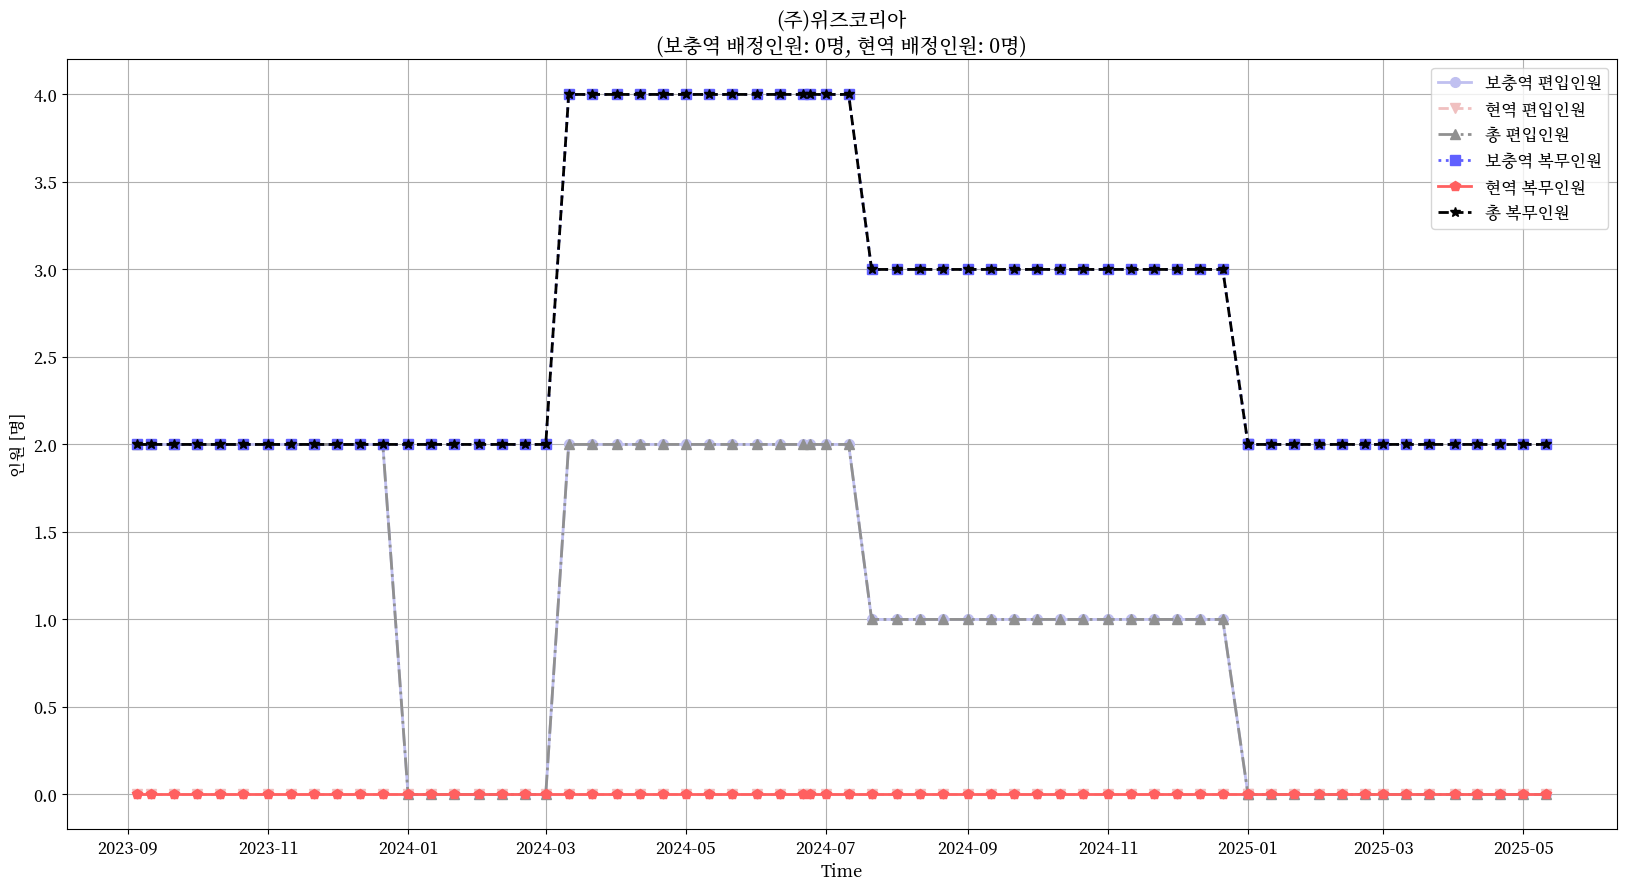 (주)위즈코리아
(보충역 배정인원: 0명, 현역 배정인원: 0명)
보충역 편입인원
현역 편입인원
총 편입인원
보충역 복무인원
현역 복무인원
총 복무인원
인원 [명]
4.0
3.5
3.0
2.5
2.0
1.5
1.0
0.5
0.0
2023-09 2023-11 2024-01 2024-03 2024-05 2024-07 2024-09 2024-11 2025-01 2025-03 2025-05
Time